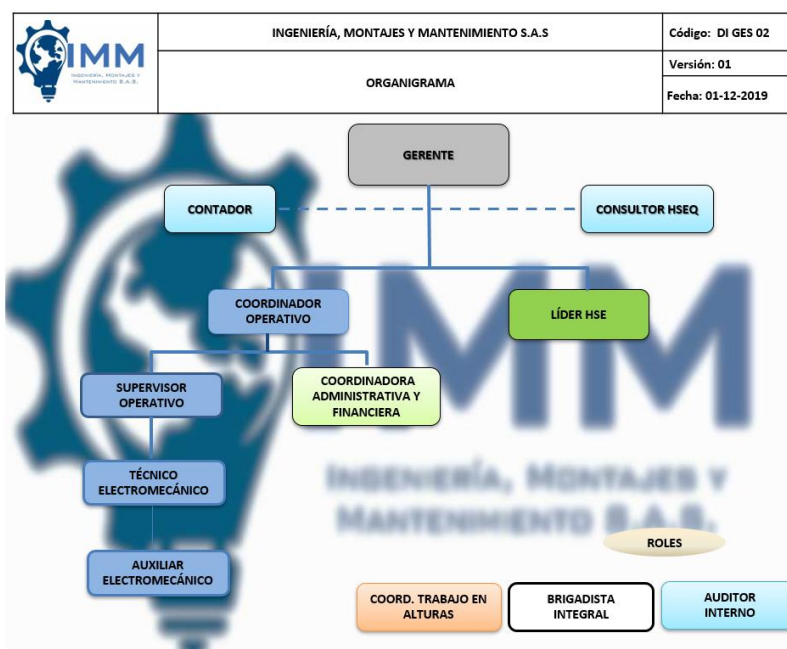 IMM
INGENIERÍA, MONTAJES Y
MANTENIMIENTO S.A.S.
INGENIERÍA, MONTAJES Y MANTENIMIENTO S.A.S
Código: DI GES 02
ORGANIGRAMA
Versión: 01
Fecha: 01-12-2019
GERENTE
CONTADOR
CONSULTOR HSEQ
COORDINADOR
OPERATIVO
LÍDER HSE
SUPERVISOR
OPERATIVO
COORDINADORA
ADMINISTRATIVA Y
FINANCIERA
TÉCNICO
ELECTROMECÁNICO
AUXILIAR
ELECTROMECÁNICO
IMM
INGENIERÍA, MONTAJES Y
MANTENIMIENTO S.A.S.
ROLES
COORD. TRABAJO EN
ALTURAS
BRIGADISTA
INTEGRAL
AUDITOR
INTERNO